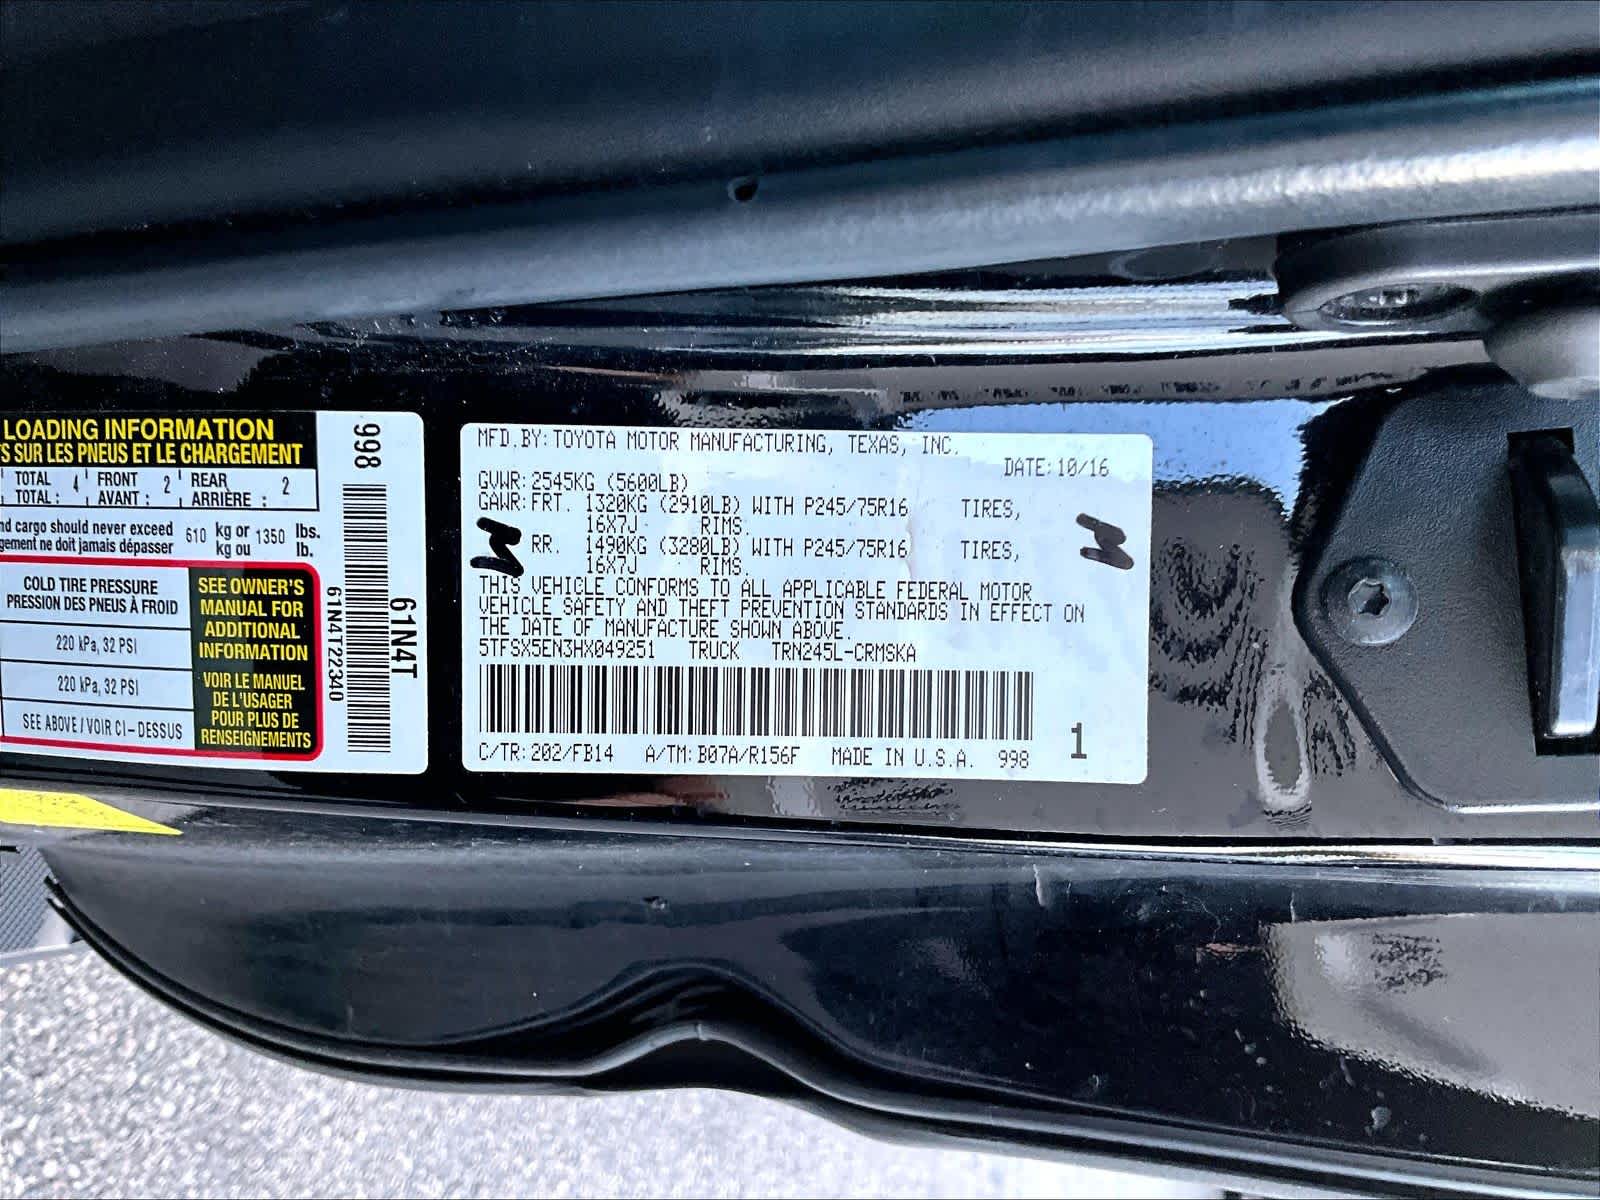 LOADING INFORMATION
S SUR LES PNEUS ET LE CHARGEMENT
TOTAL 4 FRONT 2 REAR 2
TOTAL : AVANT : ARRIÈRE :
nd cargo should never exceed 610 kg or 1350 lbs.
gement ne doit jamais dépasser kg ou lb.
COLD TIRE PRESSURE
PRESSION DES PNEUS À FROID
220 kPa, 32 PSI
220 kPa, 32 PSI
SEE ABOVE / VOIR CI-DESSUS
SEE OWNER'S
MANUAL FOR
ADDITIONAL
INFORMATION
VOIR LE MANUEL
DE L'USAGER
POUR PLUS DE
RENSEIGNEMENTS
998
61N4T22340
61N4T
MFD.BY:TOYOTA MOTOR MANUFACTURING, TEXAS, INC.
DATE:10/16
GVWR:2545KG (5600LB)
GAWR:FRT. 1320KG (2910LB) WITH P245/75R16 TIRES,
16X7J RIMS.
RR. 1490KG (3280LB) WITH P245/75R16 TIRES,
16X7J RIMS.
THIS VEHICLE CONFORMS TO ALL APPLICABLE FEDERAL MOTOR
VEHICLE SAFETY AND THEFT PREVENTION STANDARDS IN EFFECT ON
THE DATE OF MANUFACTURE SHOWN ABOVE.
5TFSX5EN3HX049251 TRUCK TRN245L-CRMSKA
C/TR:202/FB14 A/TM:B07A/R156F MADE IN U.S.A. 998
1